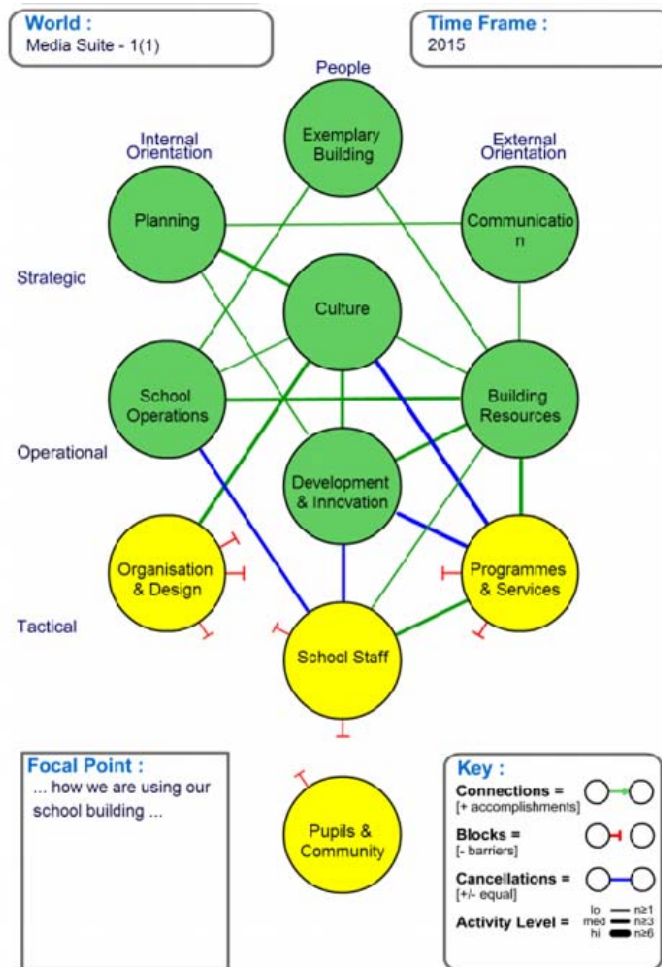 World :
Media Suite - 1(1)
Time Frame :
2015
People
Exemplary
Building
Internal
Orientation
External
Orientation
Planning
Communicatio
n
Strategic
Culture
School
Operations
Building
Resources
Operational
Development
& Innovation
Organisation
& Design
Programmes
& Services
Tactical
School Staff
Focal Point :
... how we are using our
school building ...
Pupils &
Community
Key :
Connections =
[+ accomplishments]
Blocks =
[- barriers]
Cancellations =
[+/- equal]
Activity Level =
lo n≥1
med n≥3
hi n≥6